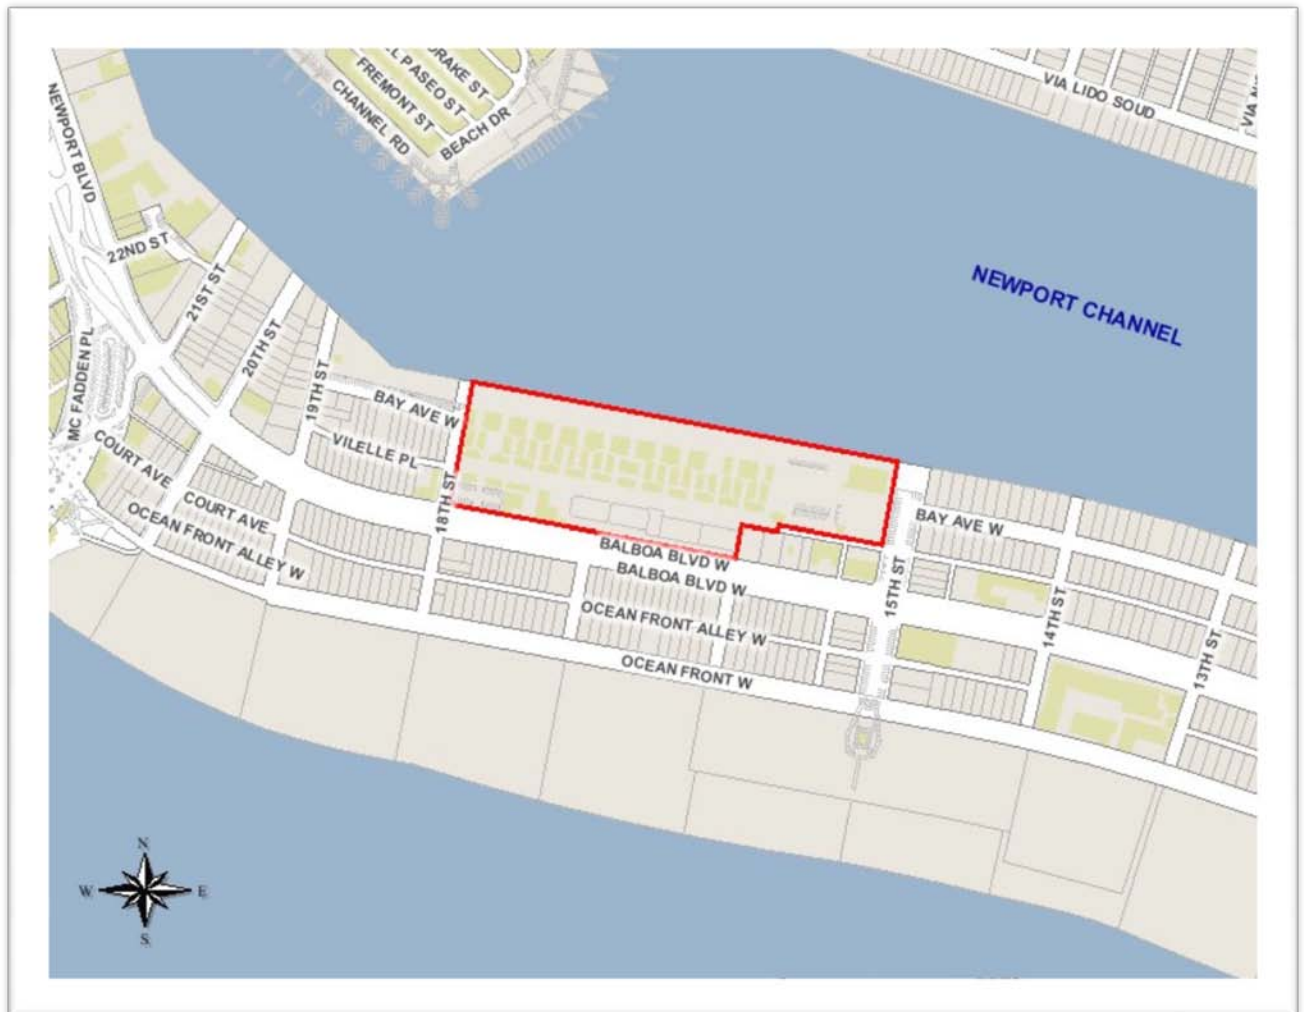 DRAKE ST
EL PASEO ST
FREMONT ST
CHANNEL RD
BEACH DR
VIA LIDO SOUD
NEWPORT BLVD
22ND ST
21ST ST
20TH ST
19TH ST
MC FADDEN PL
NEWPORT CHANNEL
BAY AVE W
VILELLE PL
COURT AVE
COURT AVE
OCEAN FRONT ALLEY W
18TH ST
BALBOA BLVD W
BALBOA BLVD W
OCEAN FRONT ALLEY W
OCEAN FRONT W
BAY AVE W
15TH ST
14TH ST
13TH ST
N
W E
S